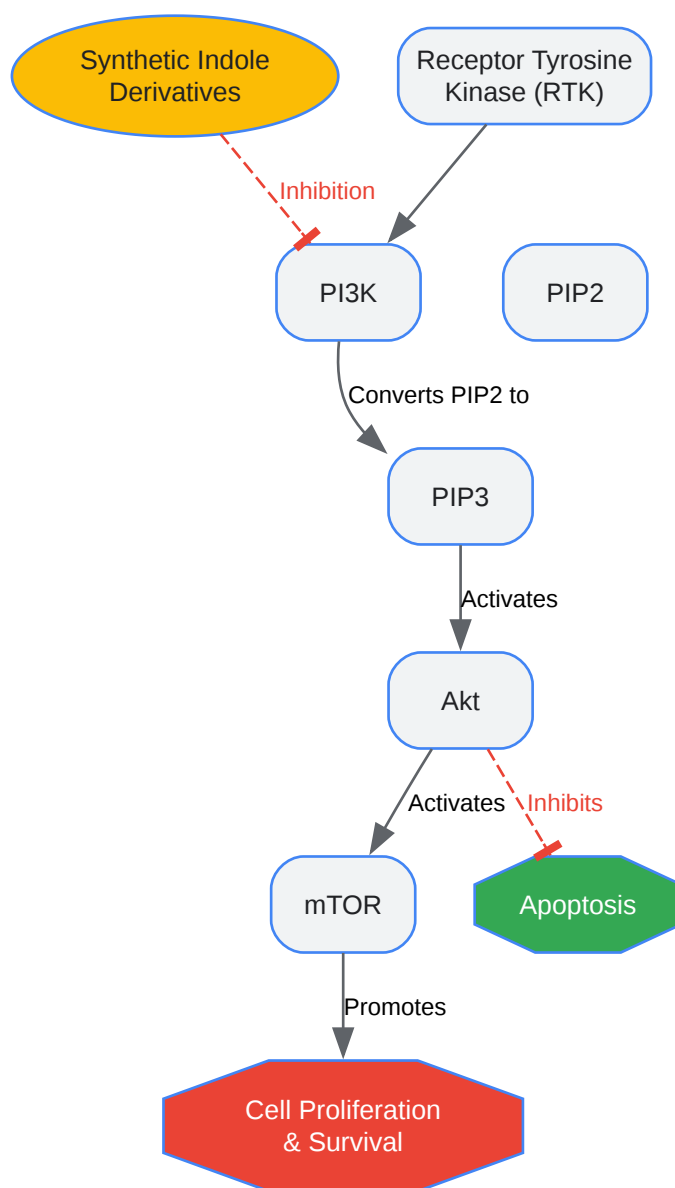 Synthetic Indole
Derivatives
Receptor Tyrosine
Kinase (RTK)
Inhibition
PI3K
PIP2
Converts PIP2 to
PIP3
Activates
Akt
Activates
Inhibits
mTOR
Apoptosis
Promotes
Cell Proliferation
& Survival